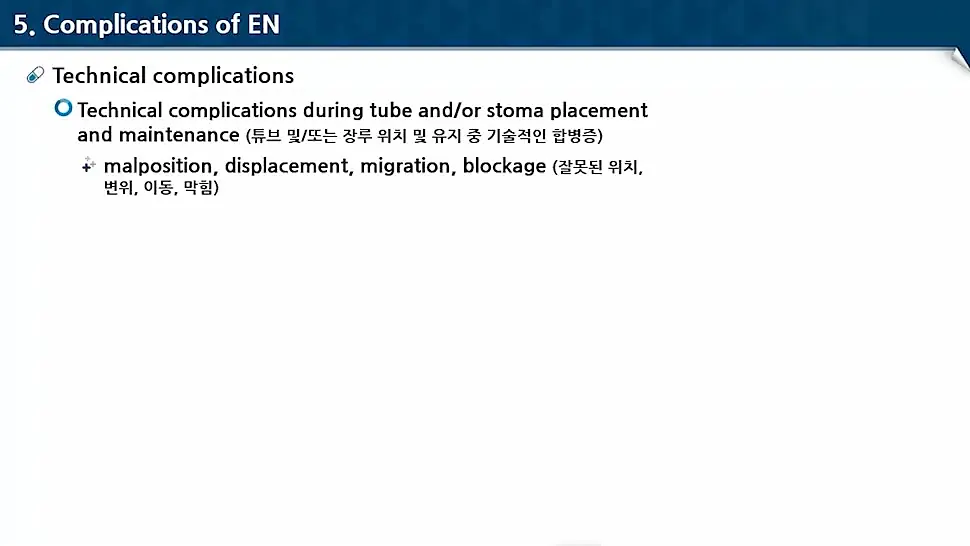 5. Complications of EN
Technical complications
Technical complications during tube and/or stoma placement
and maintenance (튜브 및/또는 장루 위치 및 유지 중 기술적인 합병증)
malposition, displacement, migration, blockage (잘못된 위치,
변위, 이동, 막힘)